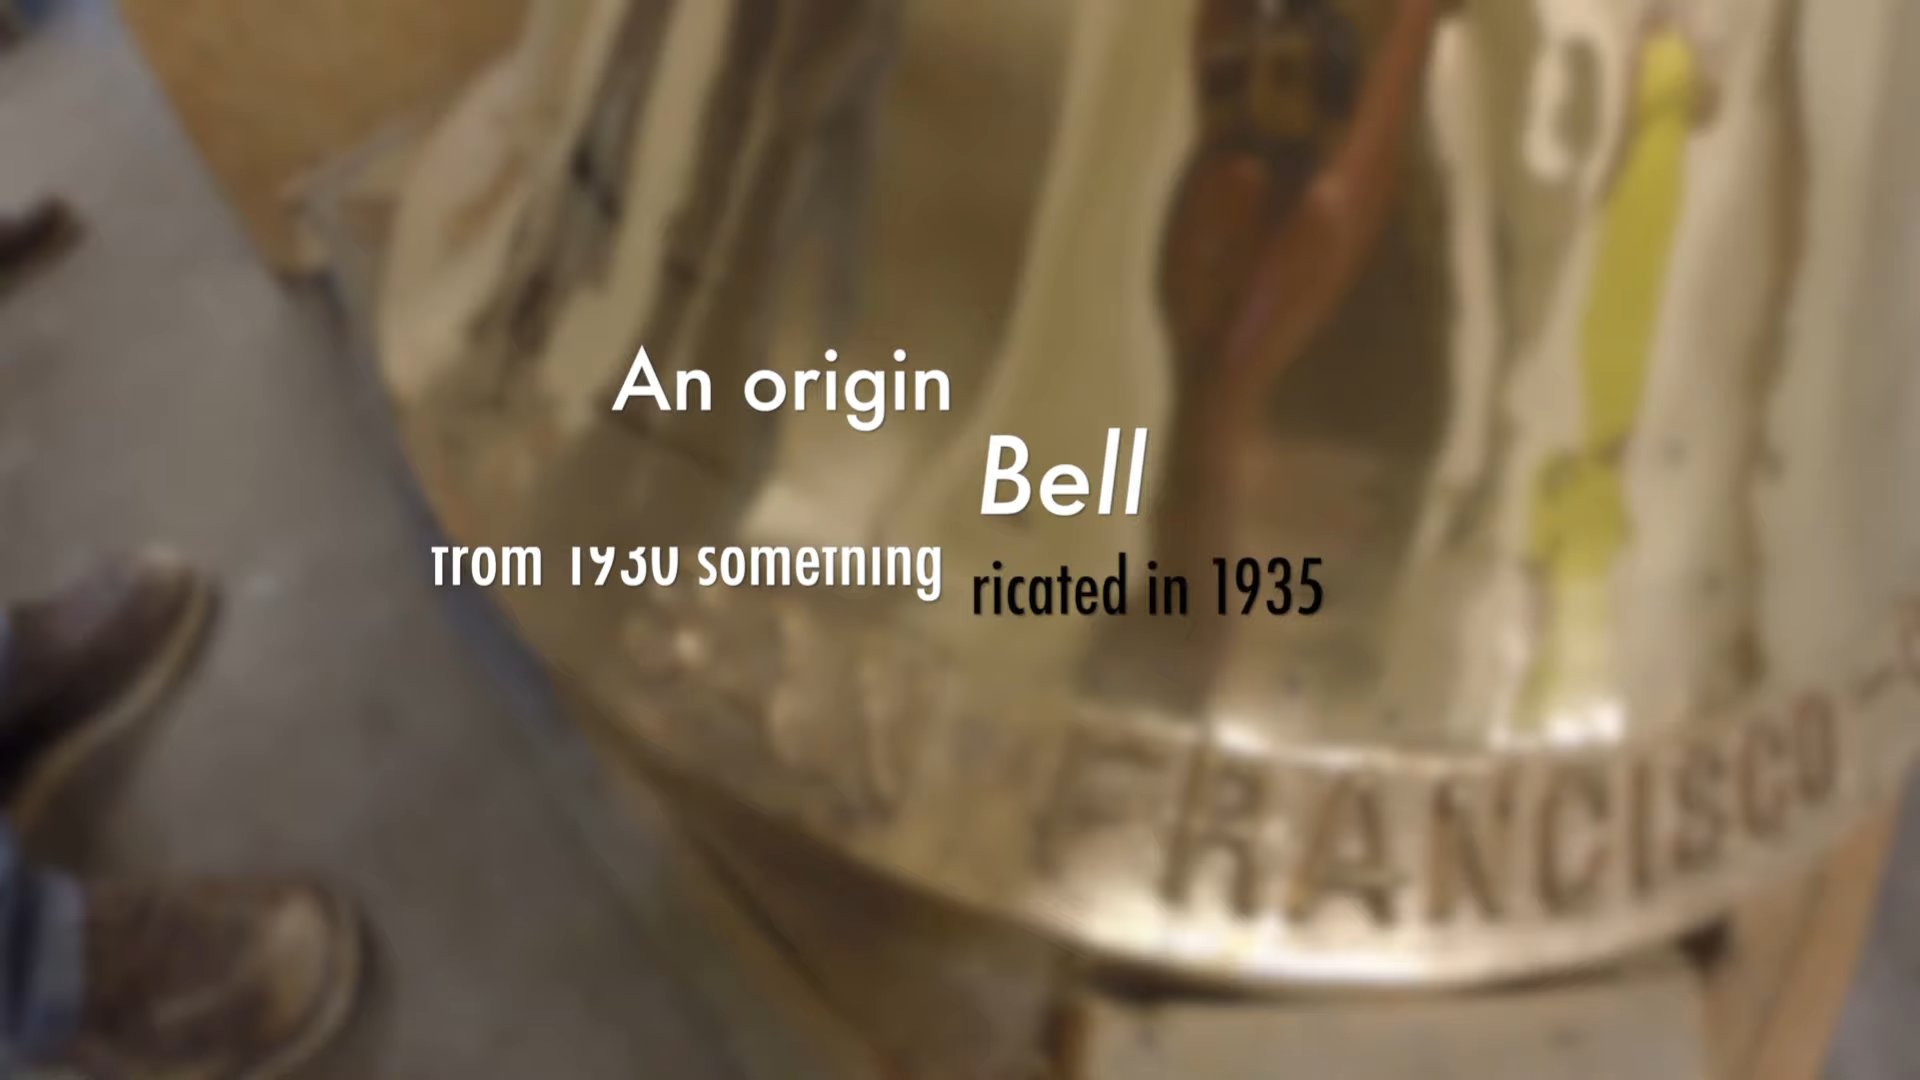 An origin
Bell
from 1930 something
ricated in 1935
FRANCISCO